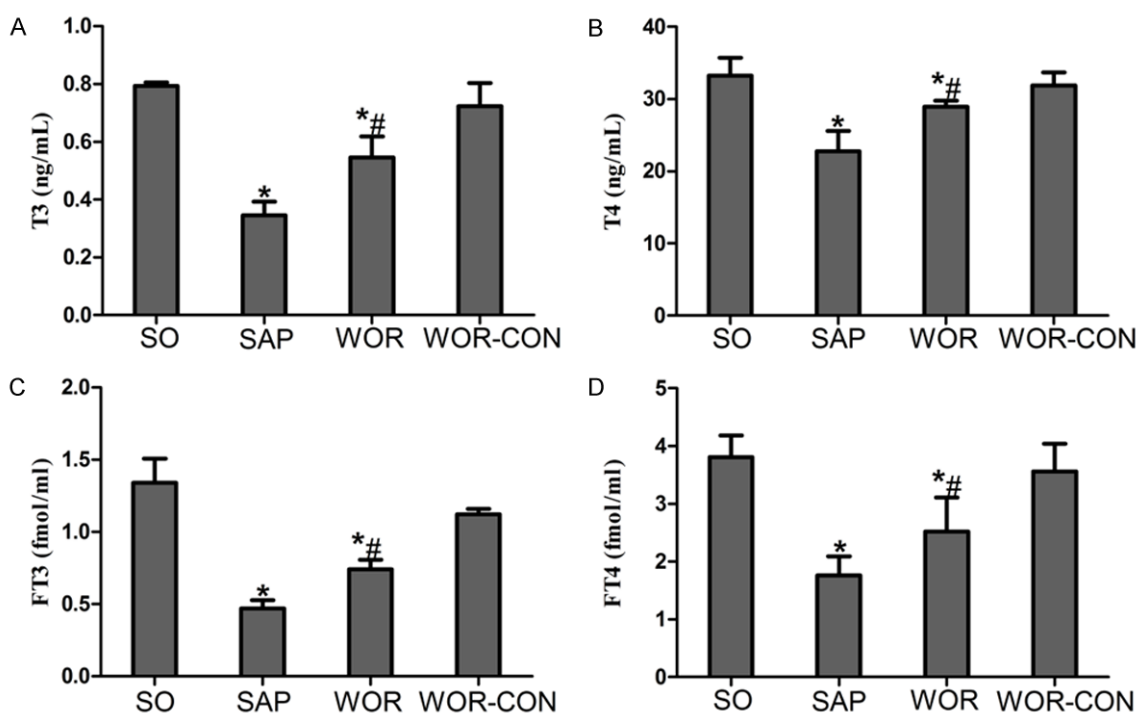 A
T3 (ng/mL)
1.0
0.8
0.6
0.4
0.2
0.0
*
*#
SO SAP WOR WOR-CON
B
T4 (ng/mL)
40
30
20
10
0
*
*#
SO SAP WOR WOR-CON
C
FT3 (fmol/ml)
2.0
1.5
1.0
0.5
0.0
*
*#
SO SAP WOR WOR-CON
D
FT4 (fmol/ml)
5
4
3
2
1
0
*
*#
SO SAP WOR WOR-CON